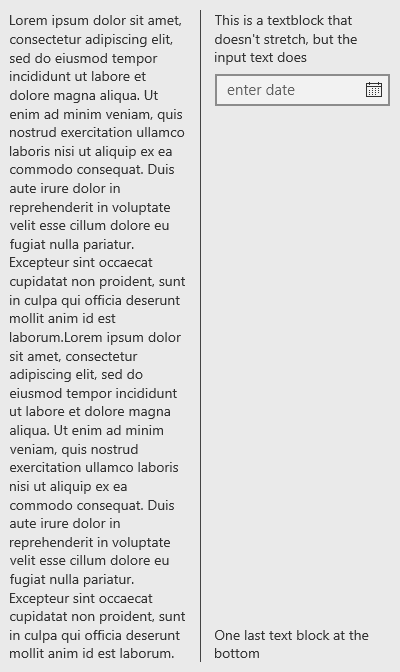 Lorem ipsum dolor sit amet,
consectetur adipiscing elit,
sed do eiusmod tempor
incididunt ut labore et
dolore magna aliqua. Ut
enim ad minim veniam, quis
nostrud exercitation ullamco
laboris nisi ut aliquip ex ea
commodo consequat. Duis
aute irure dolor in
reprehenderit in voluptate
velit esse cillum dolore eu
fugiat nulla pariatur.
Excepteur sint occaecat
cupidatat non proident, sunt
in culpa qui officia deserunt
mollit anim id est
laborum.Lorem ipsum dolor
sit amet, consectetur
adipiscing elit, sed do
eiusmod tempor incididunt
ut labore et dolore magna
aliqua. Ut enim ad minim
veniam, quis nostrud
exercitation ullamco laboris
nisi ut aliquip ex ea
commodo consequat. Duis
aute irure dolor in
reprehenderit in voluptate
velit esse cillum dolore eu
fugiat nulla pariatur.
Excepteur sint occaecat
cupidatat non proident, sunt
in culpa qui officia deserunt
mollit anim id est laborum.
This is a textblock that
doesn't stretch, but the
input text does
enter date
One last text block at the
bottom